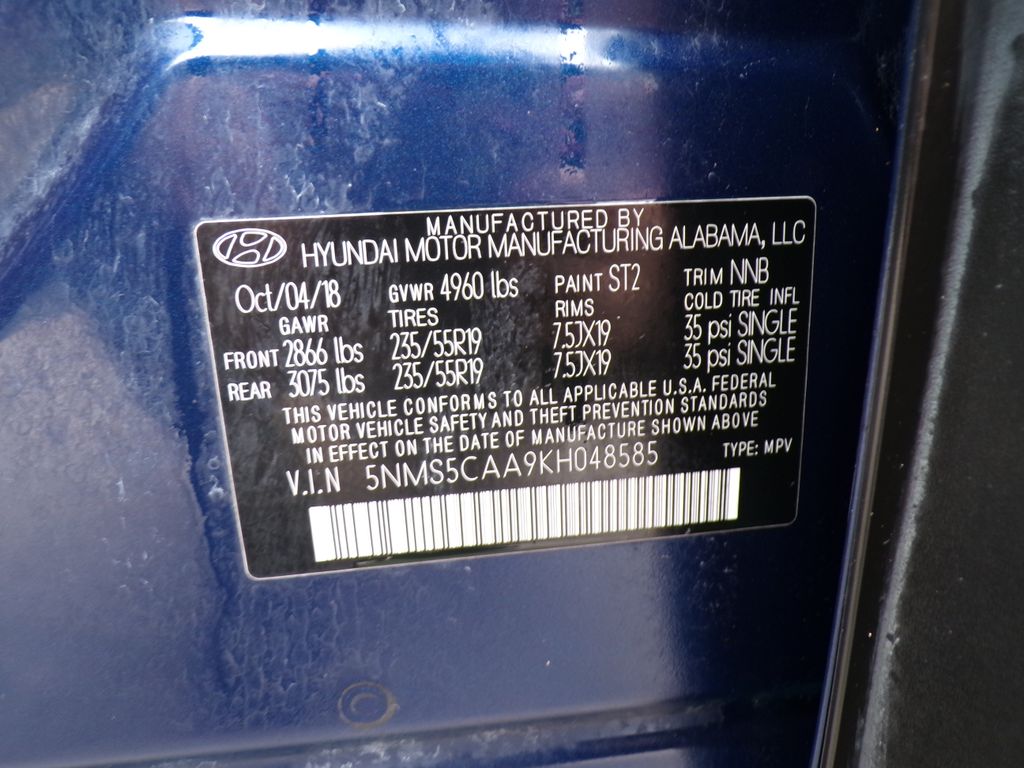 MANUFACTURED BY
HYUNDAI MOTOR MANUFACTURING ALABAMA, LLC
Oct/04/18 GVWR 4960 lbs PAINT ST2 TRIM NNB
GAWR TIRES RIMS COLD TIRE INFL
FRONT 2866 lbs 235/55R19 7.5JX19 35 psi SINGLE
REAR 3075 lbs 235/55R19 7.5JX19 35 psi SINGLE
THIS VEHICLE CONFORMS TO ALL APPLICABLE U.S.A. FEDERAL
MOTOR VEHICLE SAFETY AND THEFT PREVENTION STANDARDS
IN EFFECT ON THE DATE OF MANUFACTURE SHOWN ABOVE
V.I.N 5NMS5CAA9KH048585 TYPE: MPV